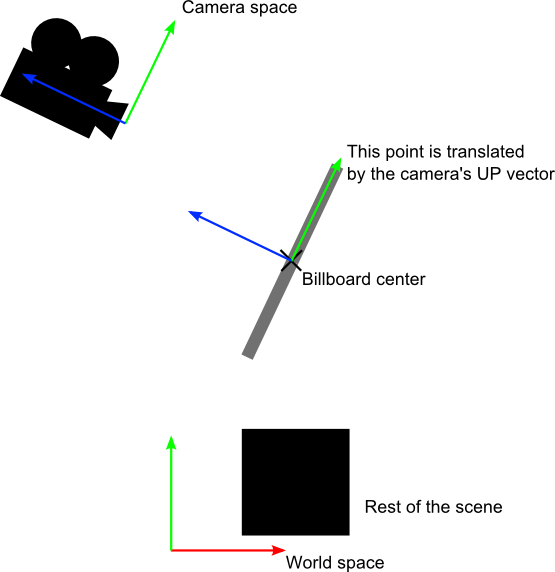 Camera space
This point is translated
by the camera's UP vector
Billboard center
Rest of the scene
World space